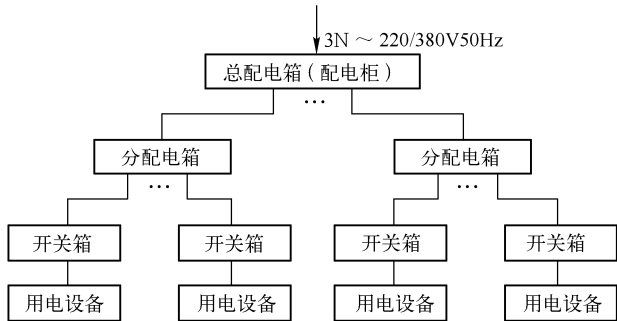 3N ～ 220/380V50Hz
总配电箱（配电柜）
…
分配电箱 分配电箱
… …
开关箱 开关箱 开关箱 开关箱
用电设备 用电设备 用电设备 用电设备